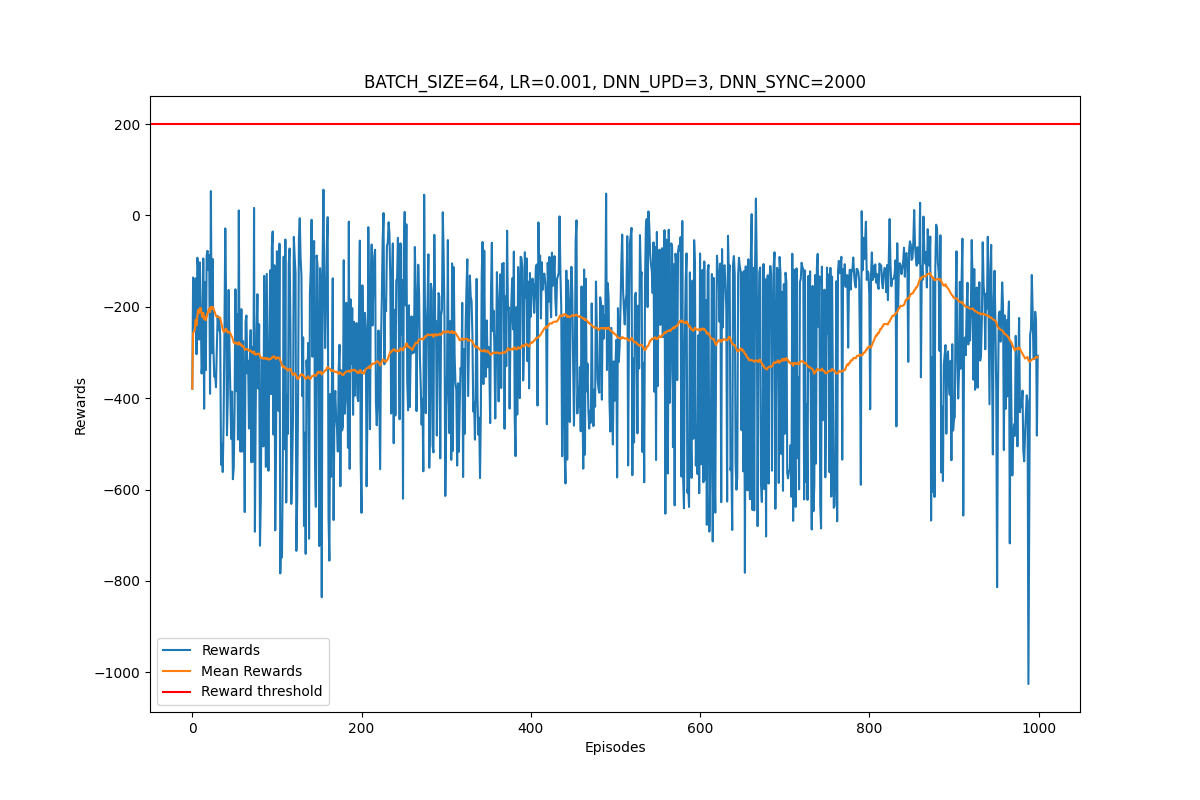 BATCH_SIZE=64, LR=0.001, DNN_UPD=3, DNN_SYNC=2000
200
0
−200
−400
−600
−800
−1000
Rewards
Rewards
Mean Rewards
Reward threshold
0
200
400
600
800
1000
Episodes